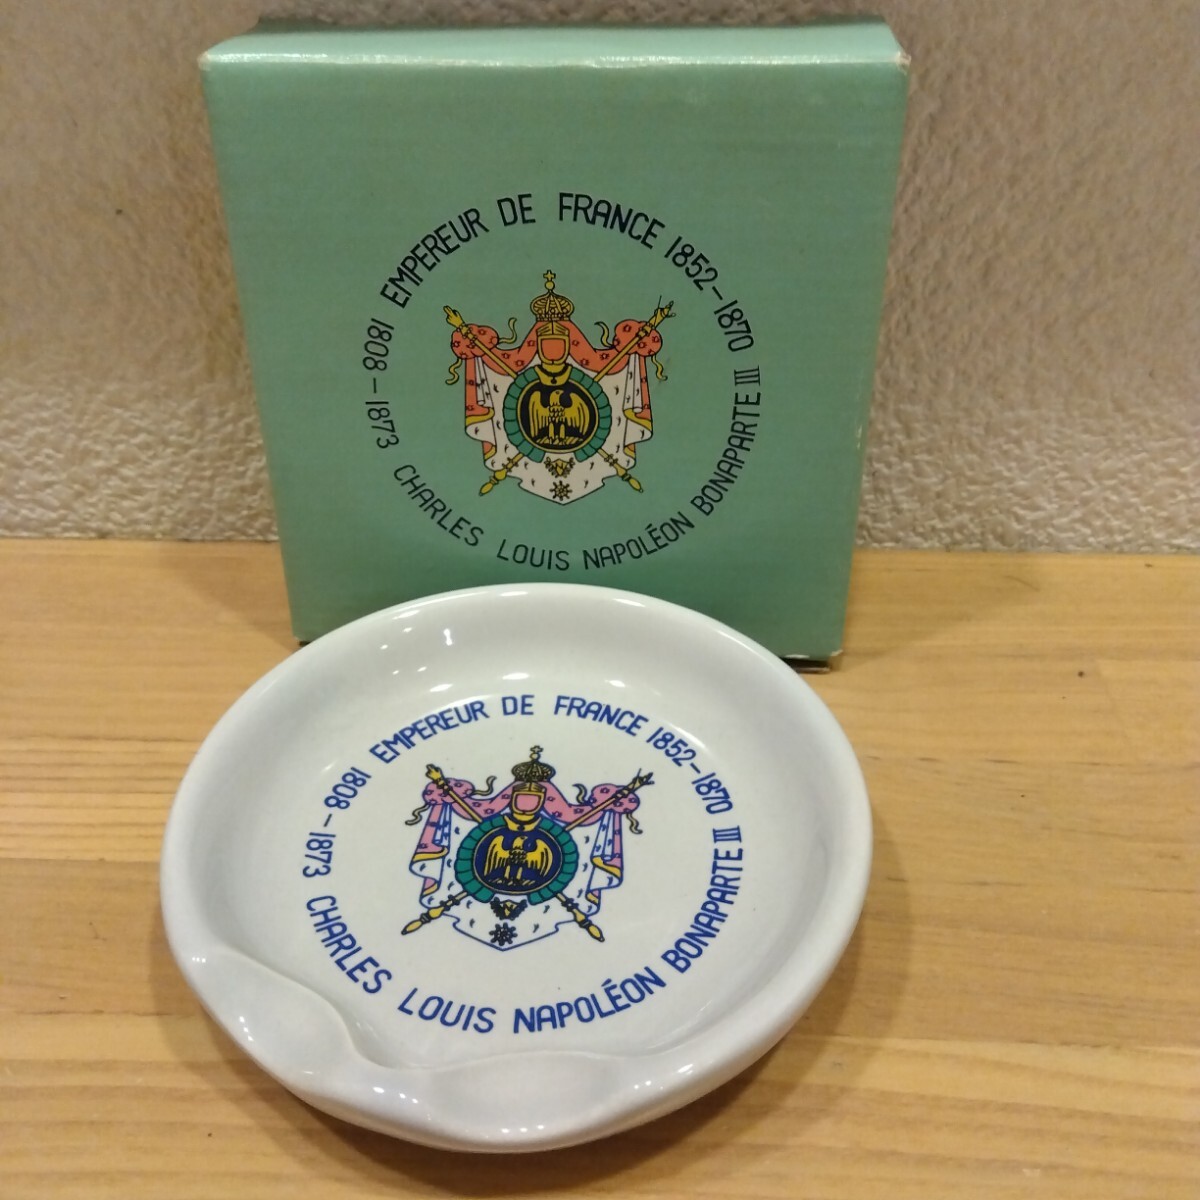 EMPEREUR DE FRANCE 1852-1870
CHARLES LOUIS NAPOLÉON BONAPARTE III
1808-1873
EMPEREUR DE FRANCE 1852-1870
CHARLES LOUIS NAPOLÉON BONAPARTE III
1808-1873